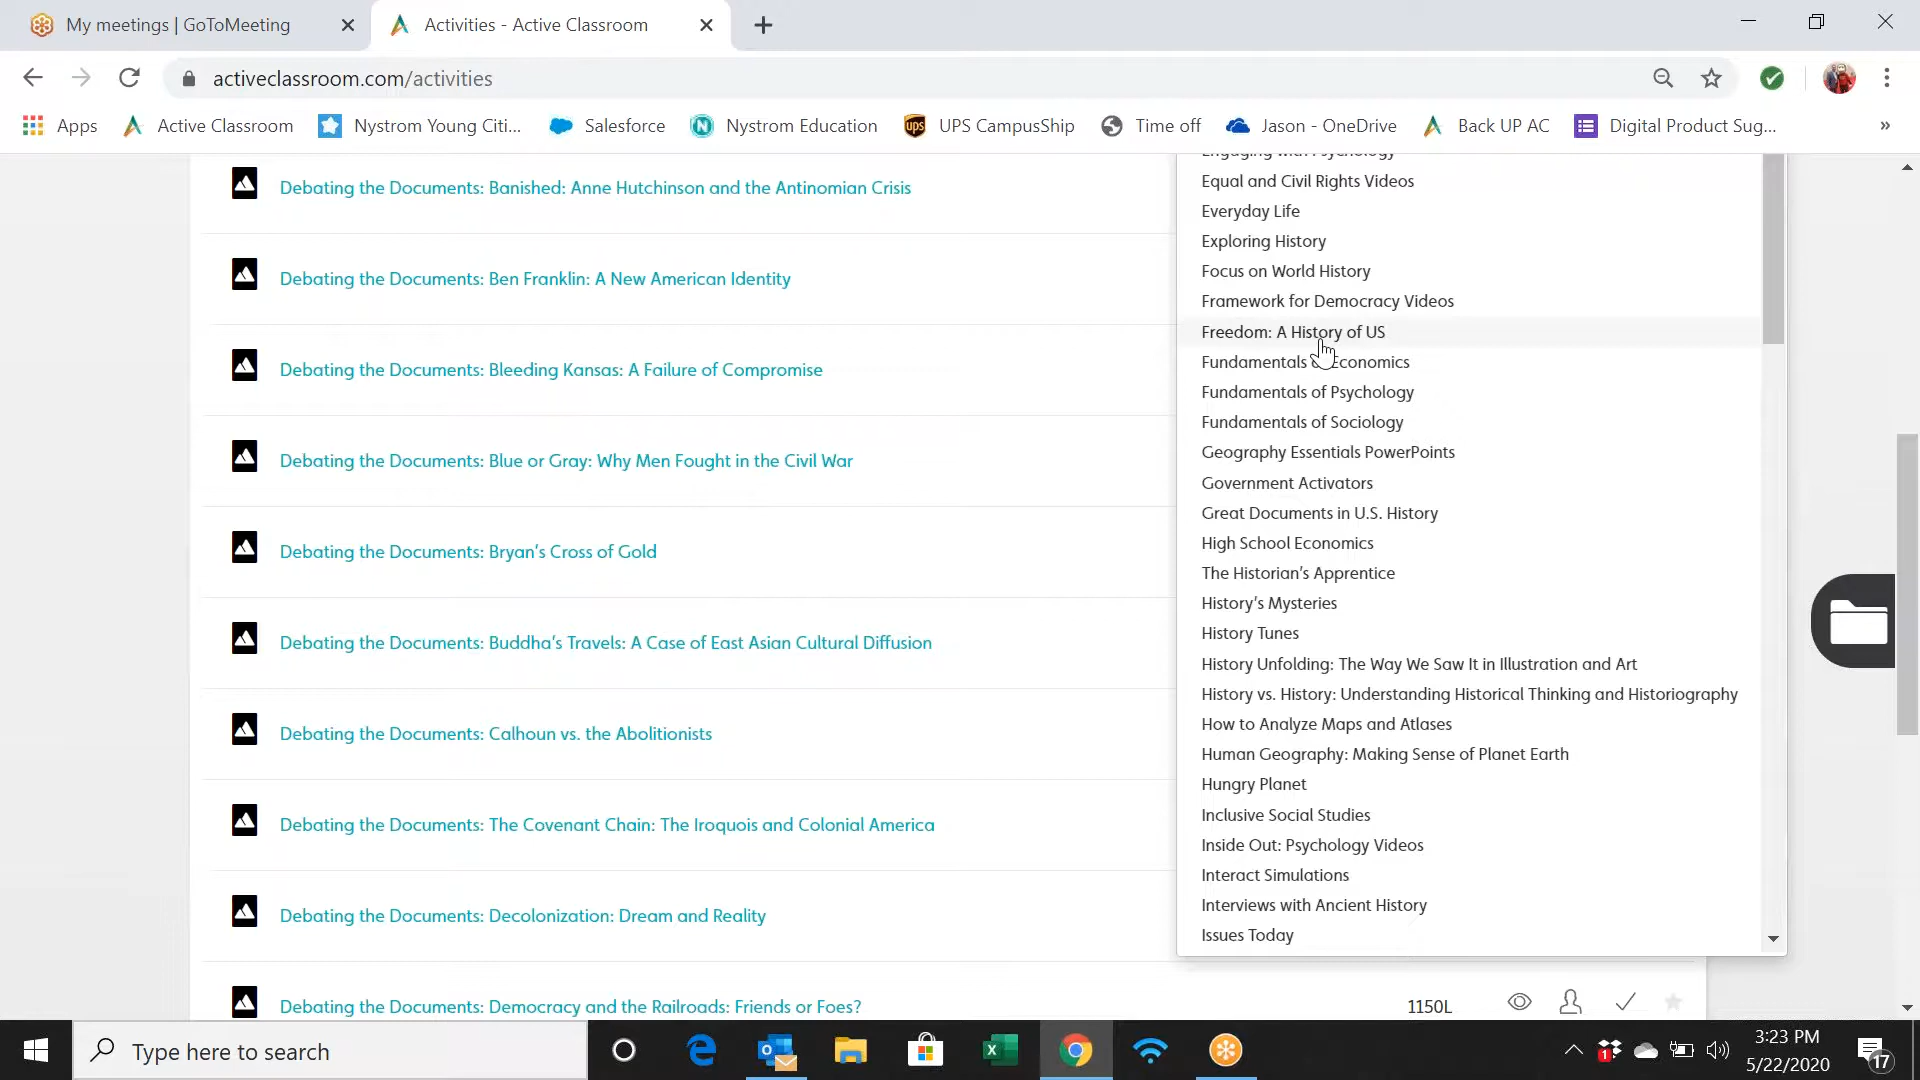 My meetings | GoToMeeting
Activities - Active Classroom
activeclassroom.com/activities
Apps
Active Classroom
Nystrom Young Citi...
Salesforce
Nystrom Education
UPS CampusShip
Time off
Jason - OneDrive
Back UP AC
Digital Product Sug...
»
Debating the Documents: Banished: Anne Hutchinson and the Antinomian Crisis
Debating the Documents: Ben Franklin: A New American Identity
Debating the Documents: Bleeding Kansas: A Failure of Compromise
Debating the Documents: Blue or Gray: Why Men Fought in the Civil War
Debating the Documents: Bryan's Cross of Gold
Debating the Documents: Buddha's Travels: A Case of East Asian Cultural Diffusion
Debating the Documents: Calhoun vs. the Abolitionists
Debating the Documents: The Covenant Chain: The Iroquois and Colonial America
Debating the Documents: Decolonization: Dream and Reality
Debating the Documents: Democracy and the Railroads: Friends or Foes?
1150L
Engaging with Psychology
Equal and Civil Rights Videos
Everyday Life
Exploring History
Focus on World History
Framework for Democracy Videos
Freedom: A History of US
Fundamentals of Economics
Fundamentals of Psychology
Fundamentals of Sociology
Geography Essentials PowerPoints
Government Activators
Great Documents in U.S. History
High School Economics
The Historian's Apprentice
History's Mysteries
History Tunes
History Unfolding: The Way We Saw It in Illustration and Art
History vs. History: Understanding Historical Thinking and Historiography
How to Analyze Maps and Atlases
Human Geography: Making Sense of Planet Earth
Hungry Planet
Inclusive Social Studies
Inside Out: Psychology Videos
Interact Simulations
Interviews with Ancient History
Issues Today
Type here to search
1
3:23 PM
5/22/2020
17